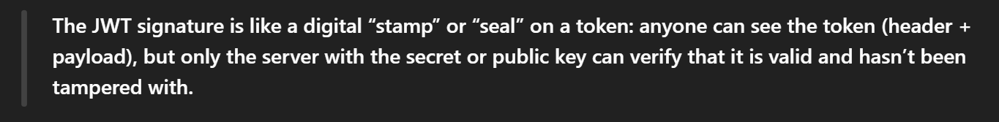 The JWT signature is like a digital “stamp” or “seal” on a token: anyone can see the token (header +
payload), but only the server with the secret or public key can verify that it is valid and hasn’t been
tampered with.